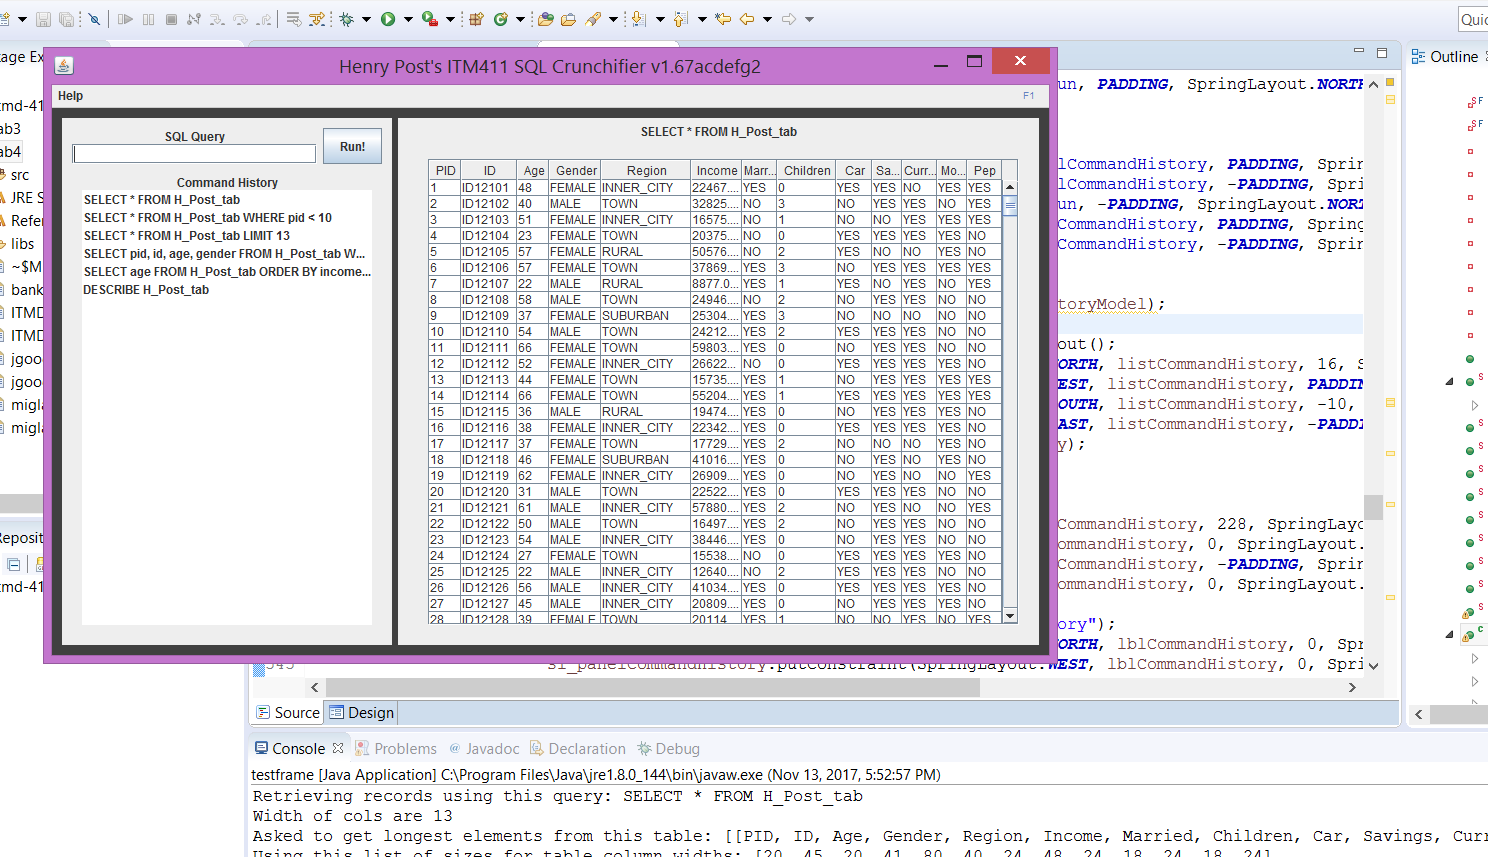 Quic
age Ex
Henry Post's ITM411 SQL Crunchifier v1.67acdefg2
Outline
Help
F1
tmd-41
ab3
ab4
src
JRE S
Refer
libs
~$M
bank
ITMD
ITMD
jgoo
jgoo
migla
migla
Reposit
tmd-41
SQL Query
Run!
Command History
SELECT * FROM H_Post_tab
SELECT * FROM H_Post_tab WHERE pid < 10
SELECT * FROM H_Post_tab LIMIT 13
SELECT pid, id, age, gender FROM H_Post_tab W...
SELECT age FROM H_Post_tab ORDER BY income...
DESCRIBE H_Post_tab
SELECT * FROM H_Post_tab
PID ID Age Gender Region Income Marr... Children Car Sa... Curr... Mo... Pep
1 ID12101 48 FEMALE INNER_CITY 22467.... YES 0 YES YES NO YES YES
2 ID12102 40 MALE TOWN 32825.... NO 3 NO YES NO NO NO
3 ID12103 51 FEMALE INNER_CITY 16575.... NO 1 NO NO YES YES YES
4 ID12104 23 FEMALE TOWN 20375.... NO 0 YES YES YES YES NO
5 ID12105 57 FEMALE RURAL 50576.... NO 2 YES NO NO YES NO
6 ID12106 57 FEMALE TOWN 37869.... YES 3 NO YES NO YES YES
7 ID12107 22 MALE RURAL 8877.0... YES 1 YES NO YES NO YES
8 ID12108 58 MALE TOWN 24946.... NO 2 NO YES YES NO NO
9 ID12109 37 FEMALE SUBURBAN 25304.... YES 3 NO NO NO NO NO
10 ID12110 54 MALE TOWN 24212.... YES 2 YES YES YES NO NO
11 ID12111 66 FEMALE TOWN 59803.... YES 0 NO YES YES NO NO
12 ID12112 52 FEMALE INNER_CITY 26622.... NO 0 YES YES YES YES NO
13 ID12113 44 FEMALE TOWN 15735.... YES 1 NO YES YES YES YES
14 ID12114 66 FEMALE TOWN 55204.... YES 1 YES YES YES YES YES
15 ID12115 36 MALE RURAL 19474.... YES 0 NO YES YES YES NO
16 ID12116 38 FEMALE INNER_CITY 22342.... YES 0 YES YES YES YES NO
17 ID12117 37 FEMALE TOWN 17729.... YES 2 NO NO NO YES NO
18 ID12118 46 FEMALE SUBURBAN 41016.... YES 0 NO YES NO YES NO
19 ID12119 62 FEMALE INNER_CITY 26909.... YES 0 NO YES NO NO YES
20 ID12120 31 MALE TOWN 22522.... YES 0 YES YES YES NO NO
21 ID12121 61 MALE INNER_CITY 57880.... YES 2 NO YES NO NO YES
22 ID12122 50 MALE TOWN 16497.... YES 2 NO YES YES NO NO
23 ID12123 54 MALE INNER_CITY 38446.... YES 0 NO YES YES NO NO
24 ID12124 27 FEMALE TOWN 15538.... NO 0 YES YES YES YES NO
25 ID12125 22 MALE INNER_CITY 12640.... NO 2 YES YES YES NO NO
26 ID12126 56 MALE INNER_CITY 41034.... YES 0 YES YES YES YES NO
27 ID12127 45 MALE INNER_CITY 20809.... YES 0 NO YES YES YES NO
28 ID12128 39 FEMALE TOWN 20114.... YES 1 NO NO YES NO YES
un, PADDING, SpringLayout.NORTH
lCommandHistory, PADDING, Sprin
lCommandHistory, -PADDING, Spri
un, -PADDING, SpringLayout.NORT
CommandHistory, PADDING, Spring
CommandHistory, -PADDING, Sprin
toryModel);
out();
ORTH, listCommandHistory, 16, S
EST, listCommandHistory, PADDIN
OUTH, listCommandHistory, -10,
AST, listCommandHistory, -PADDI
y);
CommandHistory, 228, SpringLayo
ommandHistory, 0, SpringLayout.
CommandHistory, -PADDING, Sprin
ommandHistory, 0, SpringLayout.
ory");
ORTH, lblCommandHistory, 0, Spr
545 sl_panelCommandHistory.putConstraint(SpringLayout.WEST, lblCommandHistory, 0, Spri
Source Design
Console Problems @ Javadoc Declaration Debug
testframe [Java Application] C:\Program Files\Java\jre1.8.0_144\bin\javaw.exe (Nov 13, 2017, 5:52:57 PM)
Retrieving records using this query: SELECT * FROM H_Post_tab
Width of cols are 13
Asked to get longest elements from this table: [[PID, ID, Age, Gender, Region, Income, Married, Children, Car, Savings, Curr
Using this list of sizes for table column widths: [20, 45, 20, 41, 80, 40, 24, 48, 24, 18, 24, 18, 24]